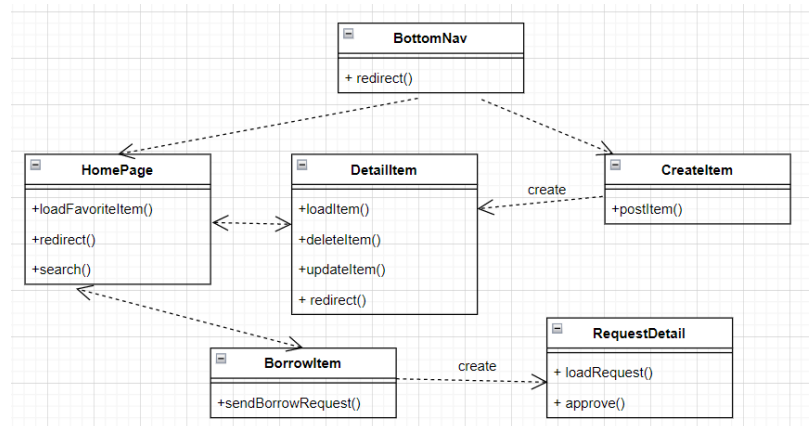 BottomNav
+ redirect()
HomePage
+loadFavoriteItem()
+redirect()
+search()
DetailItem
+loadItem()
+deleteItem()
+updateItem()
+ redirect()
create
CreateItem
+postItem()
BorrowItem
+sendBorrowRequest()
create
RequestDetail
+ loadRequest()
+ approve()